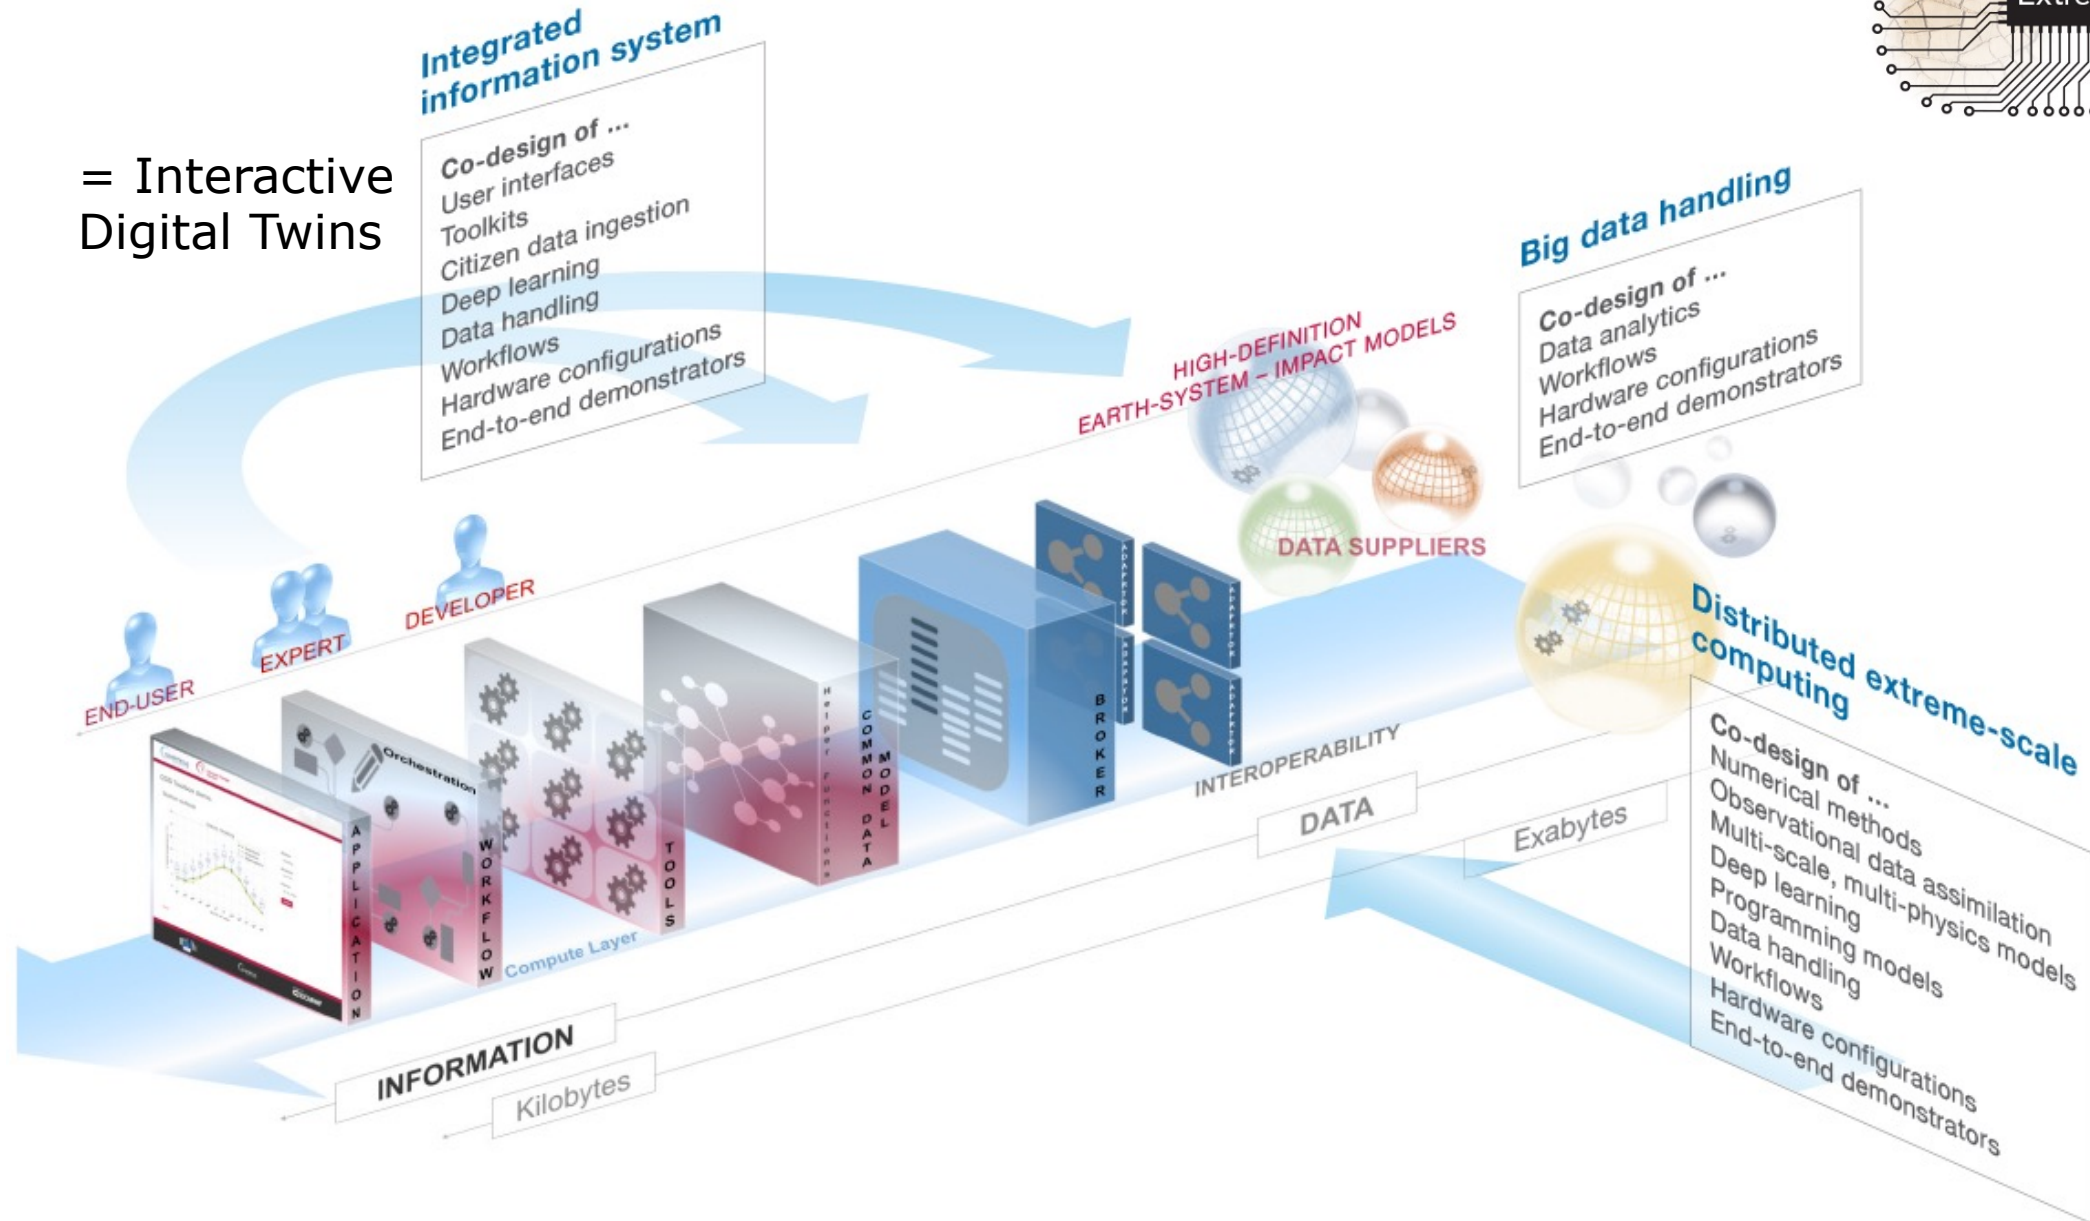 Extre
Integrated
information system
Co-design of ...
User interfaces
Toolkits
Citizen data ingestion
Deep learning
Data handling
Workflows
Hardware configurations
End-to-end demonstrators
= Interactive
Digital Twins
Big data handling
Co-design of ...
Data analytics
Workflows
Hardware configurations
End-to-end demonstrators
HIGH-DEFINITION
EARTH-SYSTEM – IMPACT MODELS
DATA SUPPLIERS
DEVELOPER
EXPERT
END-USER
Distributed extreme-scale
computing
Co-design of ...
Numerical methods
Observational data assimilation
Multi-scale, multi-physics models
Deep learning
Programming models
Data handling
Workflows
Hardware configurations
End-to-end demonstrators
APPLICATION
Orchestration
WORKFLOW
TOOLS
Helper Functions
COMMON DATA
MODEL
BROKER
Compute Layer
INTEROPERABILITY
DATA
Exabytes
INFORMATION
Kilobytes